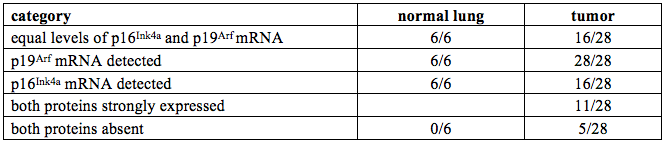 category normal lung tumor
equal levels of p16Ink4a and p19Arf mRNA 6/6 16/28
p19Arf mRNA detected 6/6 28/28
p16Ink4a mRNA detected 6/6 16/28
both proteins strongly expressed 11/28
both proteins absent 0/6 5/28